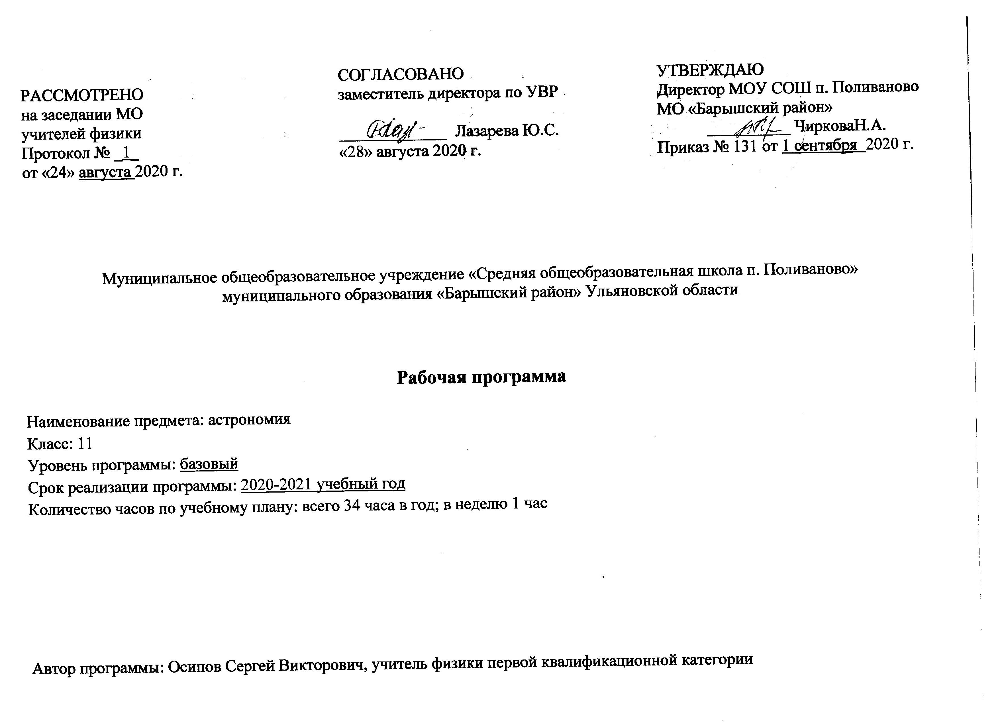 РАССМОТРЕНО
на заседании МО
учителей физики
Протокол № _1_
от «24» августа 2020 г.
СОГЛАСОВАНО
заместитель директора по УВР
Лазарева Ю.С.
«28» августа 2020 г.
УТВЕРЖДАЮ
Директор МОУ СОШ п. Поливаново
МО «Барышский район»
ЧирковаН.А.
Приказ № 131 от 1 сентября 2020 г.
Муниципальное общеобразовательное учреждение «Средняя общеобразовательная школа п. Поливаново»
муниципального образования «Барышский район» Ульяновской области
Рабочая программа
Наименование предмета: астрономия
Класс: 11
Уровень программы: базовый
Срок реализации программы: 2020-2021 учебный год
Количество часов по учебному плану: всего 34 часа в год; в неделю 1 час
Автор программы: Осипов Сергей Викторович, учитель физики первой квалификационной категории